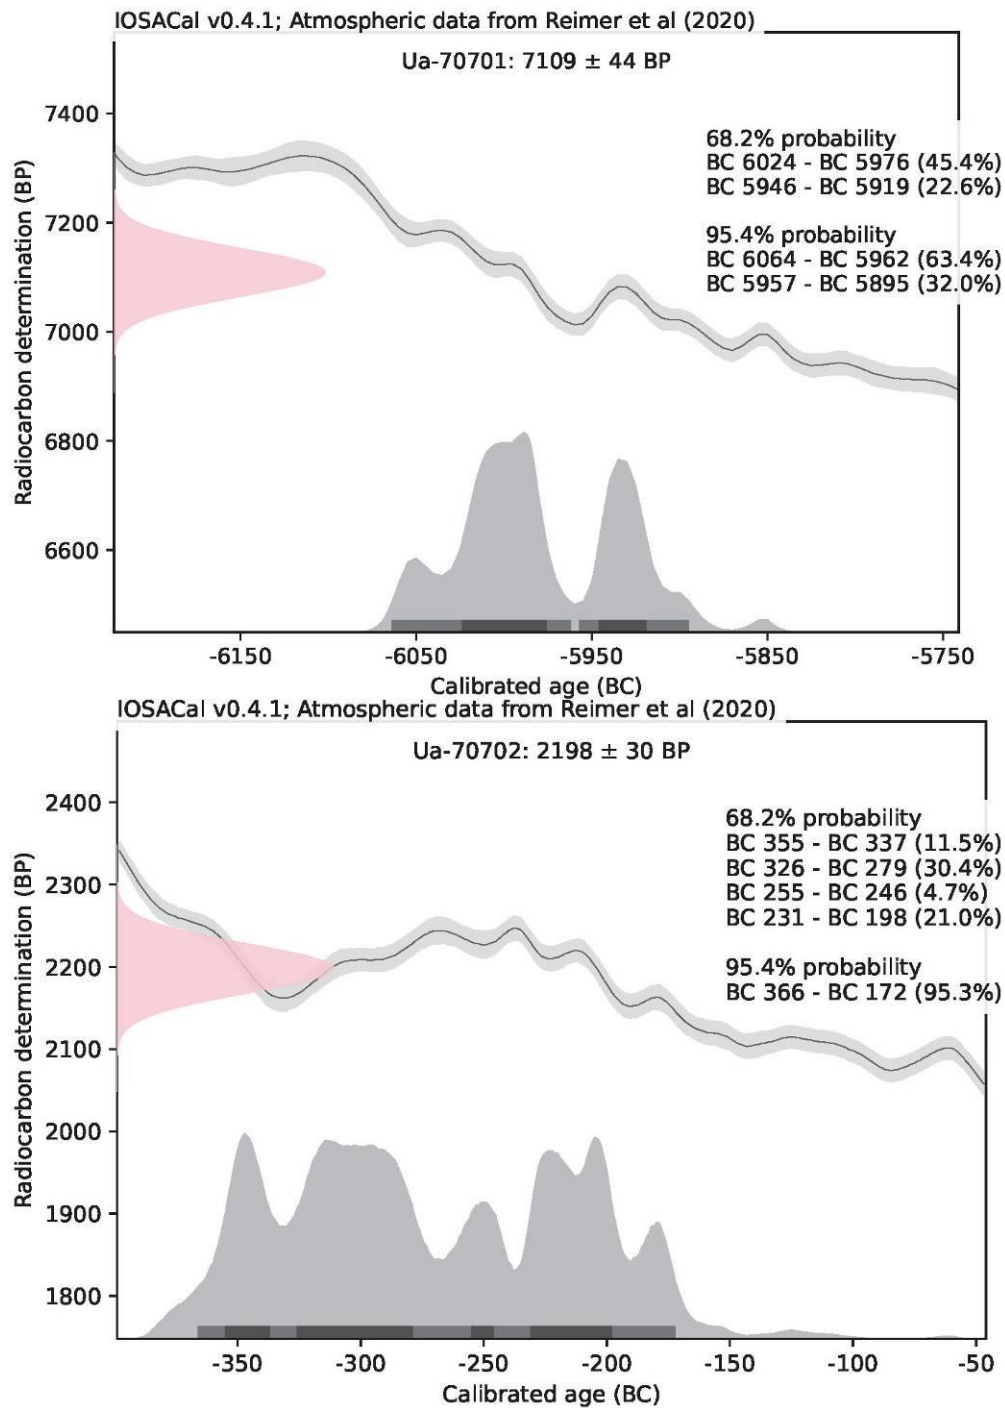 IOSACal v0.4.1; Atmospheric data from Reimer et al (2020)
Ua-70701: 7109 ± 44 BP
68.2% probability
BC 6024 - BC 5976 (45.4%)
BC 5946 - BC 5919 (22.6%)
95.4% probability
BC 6064 - BC 5962 (63.4%)
BC 5957 - BC 5895 (32.0%)
Radiocarbon determination (BP)
7400
7200
7000
6800
6600
-6150 -6050 -5950 -5850 -5750
Calibrated age (BC)
IOSACal v0.4.1; Atmospheric data from Reimer et al (2020)
Ua-70702: 2198 ± 30 BP
68.2% probability
BC 355 - BC 337 (11.5%)
BC 326 - BC 279 (30.4%)
BC 255 - BC 246 (4.7%)
BC 231 - BC 198 (21.0%)
95.4% probability
BC 366 - BC 172 (95.3%)
Radiocarbon determination (BP)
2400
2300
2200
2100
2000
1900
1800
-350 -300 -250 -200 -150 -100 -50
Calibrated age (BC)